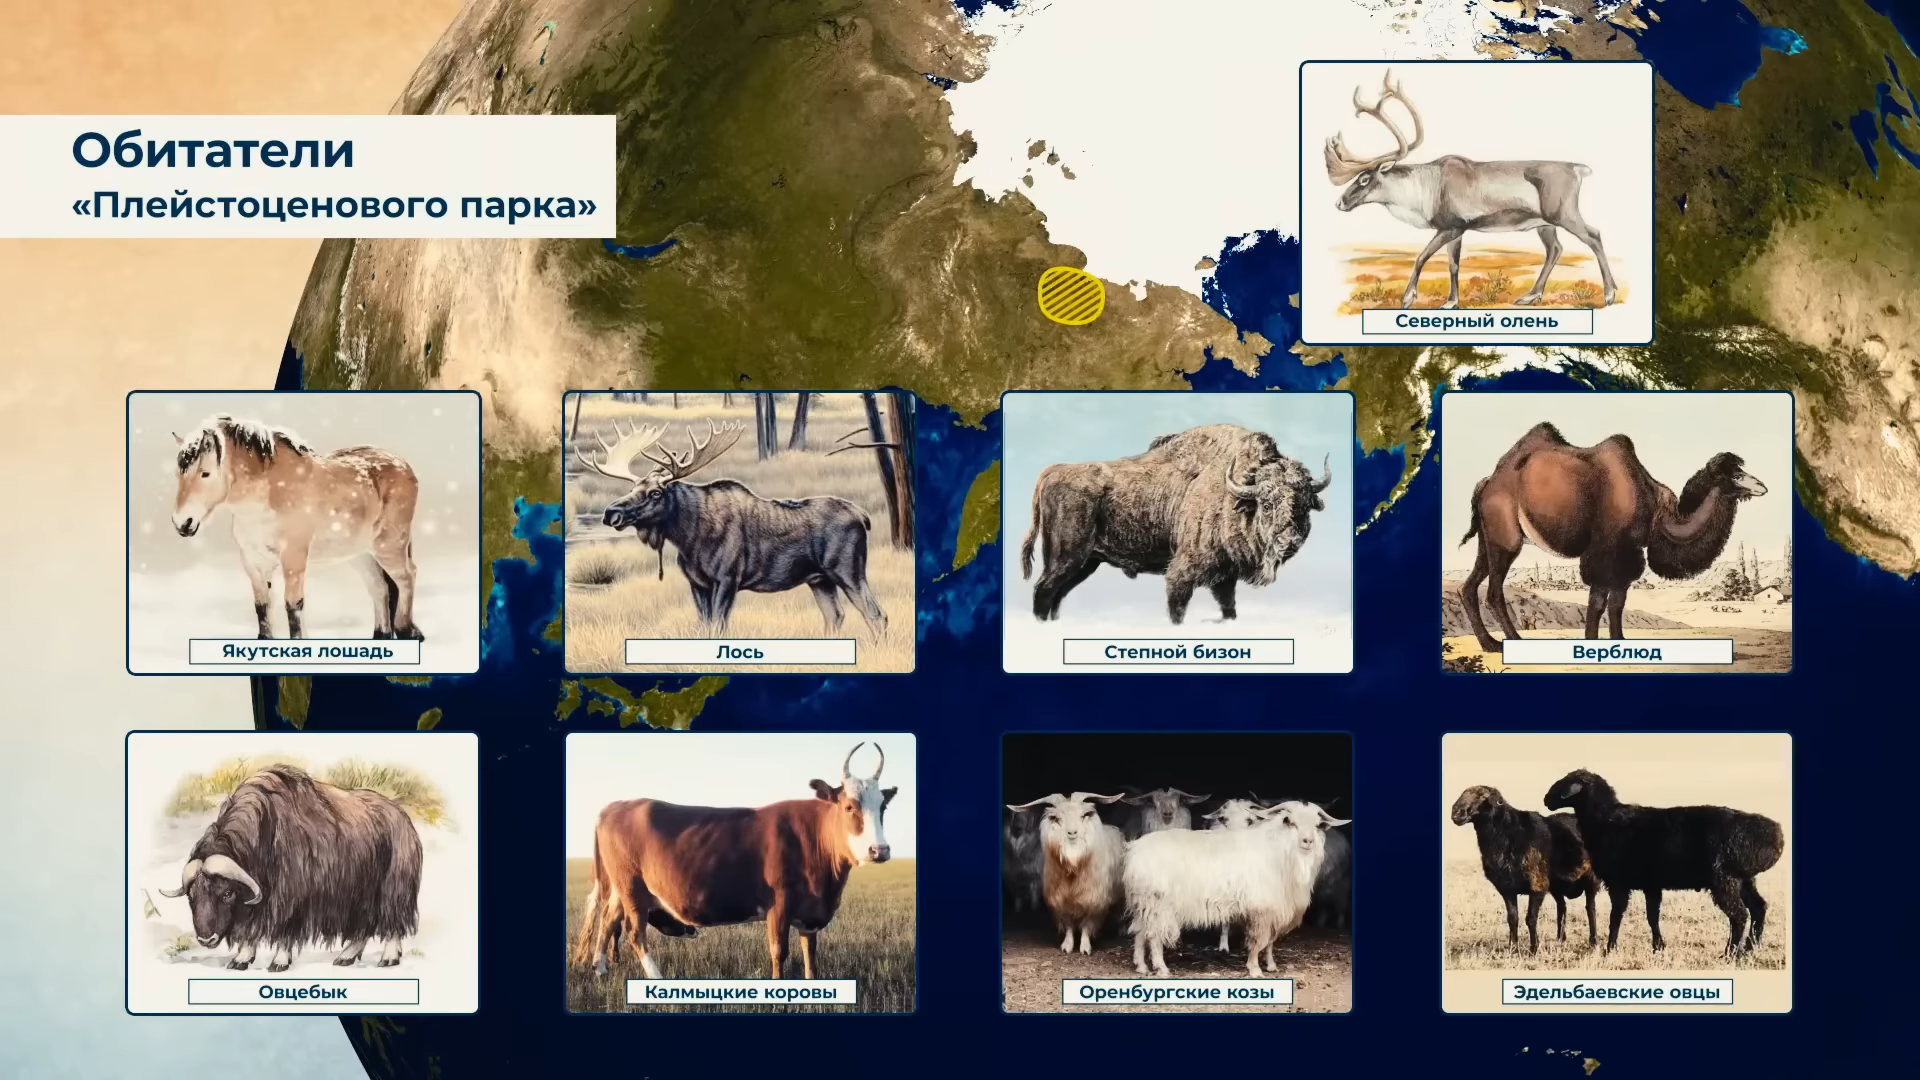 Обитатели
«Плейстоценового парка»
Северный олень
Якутская лошадь
Лось
Степной бизон
Верблюд
Овцебык
Калмыцкие коровы
Оренбургские козы
Эдельбаевские овцы